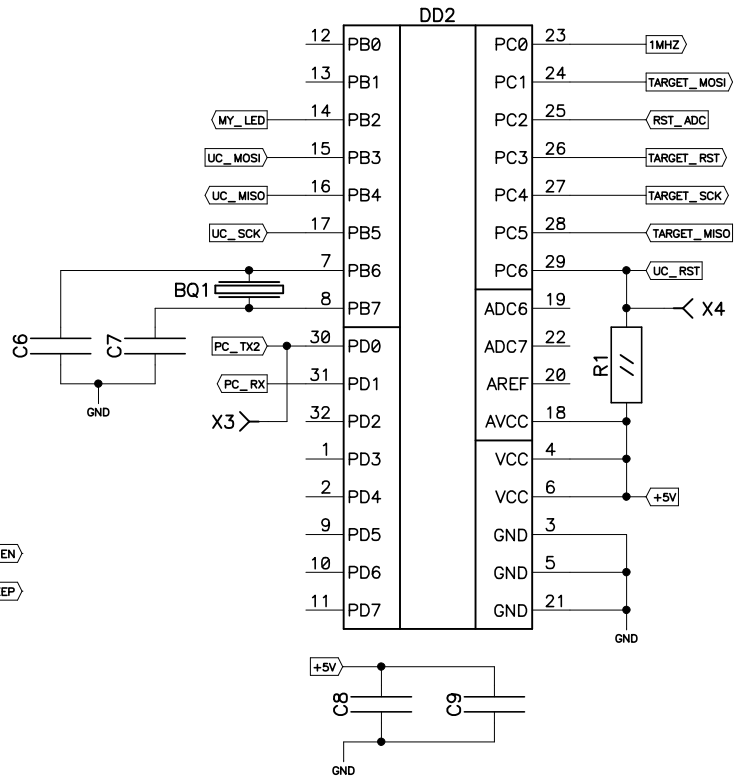 DD2
12 PB0 PC0 23 1MHZ
13 PB1 PC1 24 TARGET_MOSI
MY_LED 14 PB2 PC2 25 RST_ADC
UC_MOSI 15 PB3 PC3 26 TARGET_RST
UC_MISO 16 PB4 PC4 27 TARGET_SCK
UC_SCK 17 PB5 PC5 28 TARGET_MISO
7 PB6 PC6 29 UC_RST
BQ1
8 PB7 ADC6 19 X4
C6 C7
PC_TX2 30 PD0 ADC7 22
R1
PC_RX 31 PD1 AREF 20
GND
X3 32 PD2 AVCC 18
1 PD3 VCC 4
2 PD4 VCC 6 +5V
9 PD5 GND 3
EN
10 PD6 GND 5
EP
11 PD7 GND 21
GND
+5V
C8 C9
GND